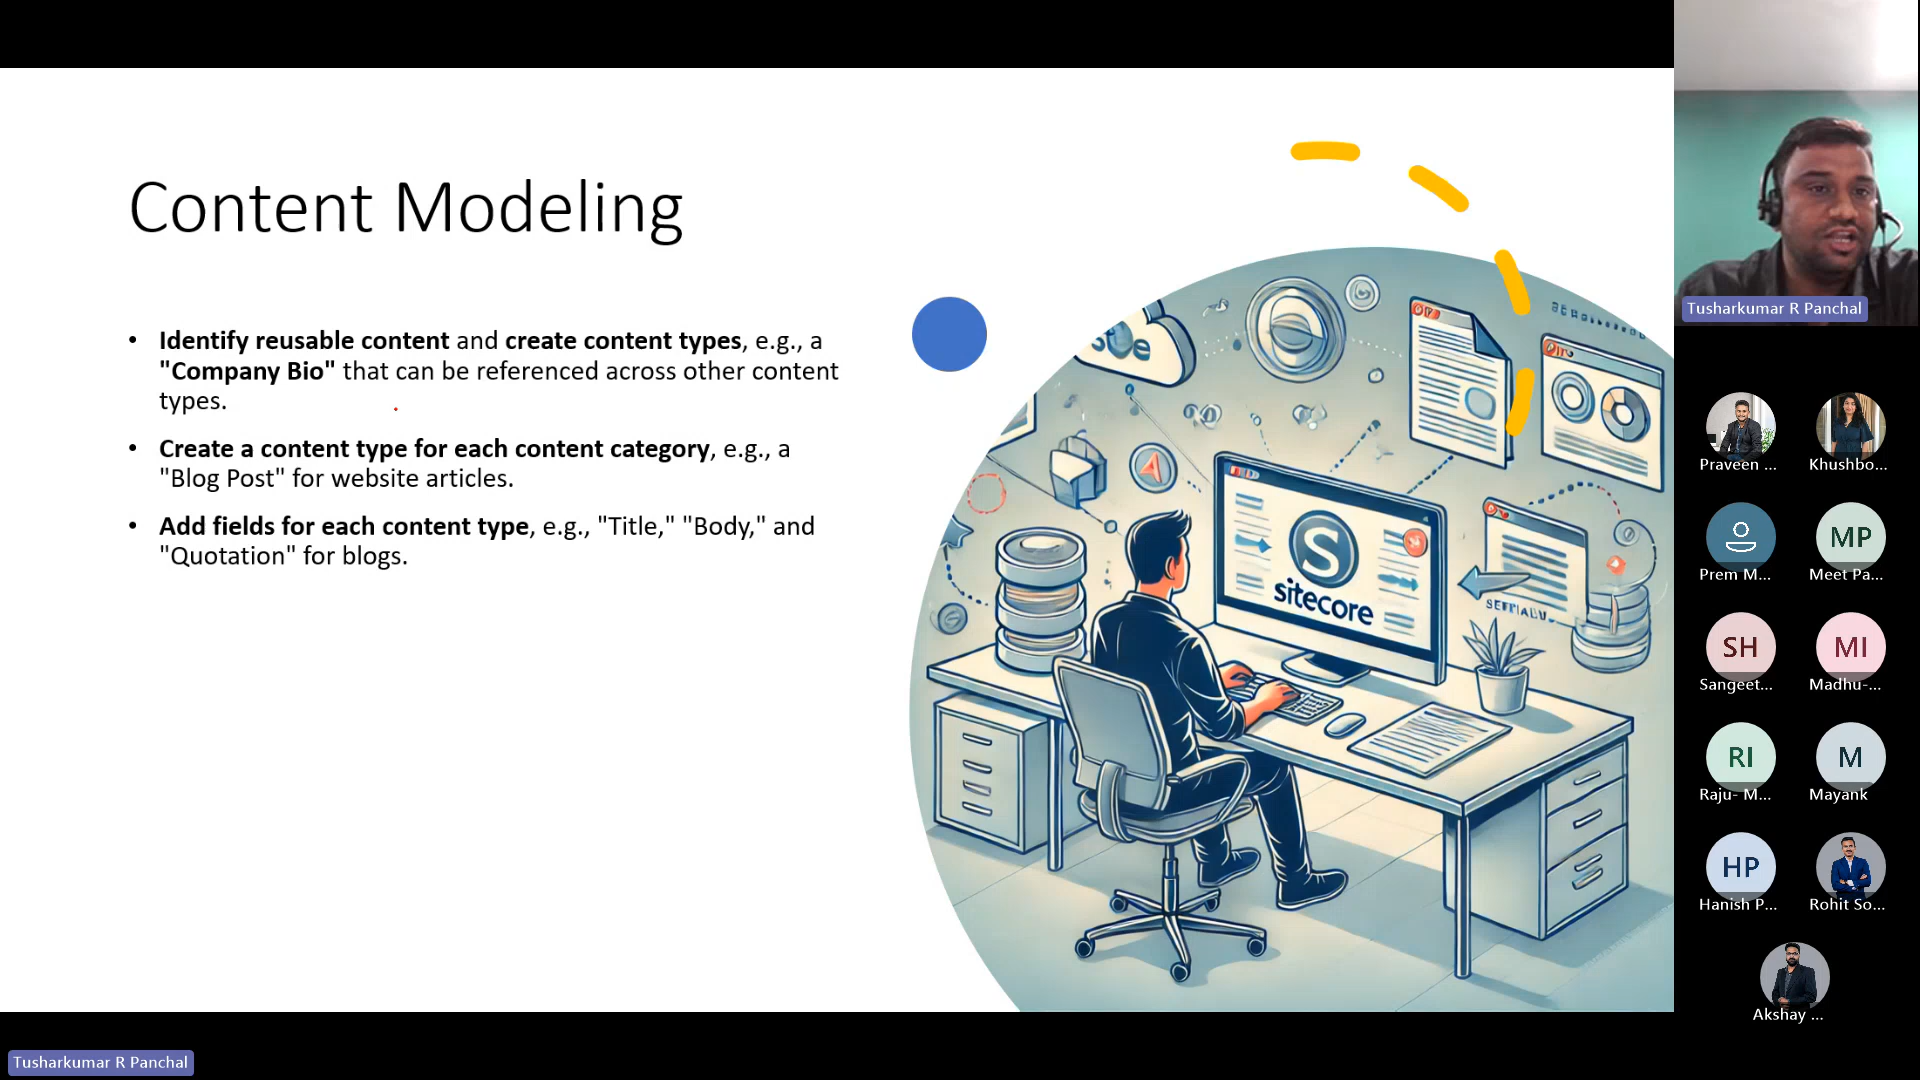 Content Modeling
• Identify reusable content and create content types, e.g., a
"Company Bio" that can be referenced across other content
types.
• Create a content type for each content category, e.g., a
"Blog Post" for website articles.
• Add fields for each content type, e.g., "Title," "Body," and
"Quotation" for blogs.
S
sitecore
Tusharkumar R Panchal
Praveen ...
Khushbo...
Prem M...
MP
Meet Pa...
SH
Sangeet...
MI
Madhu-...
RI
Raju- M...
M
Mayank
HP
Hanish P...
Rohit So...
Akshay ...
Tusharkumar R Panchal